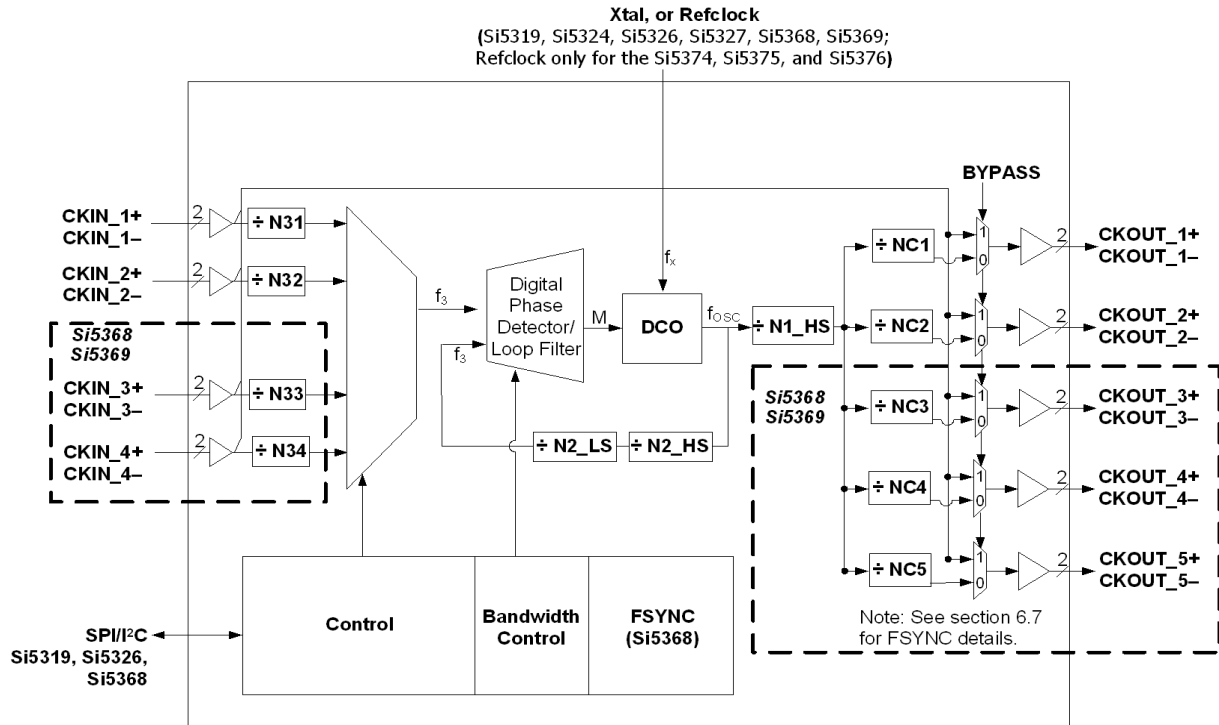 Xtal, or Refclock
(Si5319, Si5324, Si5326, Si5327, Si5368, Si5369;
Refclock only for the Si5374, Si5375, and Si5376)
BYPASS
CKIN_1+
CKIN_1–
2
÷ N31
CKIN_2+
CKIN_2–
2
÷ N32
Si5368
Si5369
CKIN_3+
CKIN_3–
2
÷ N33
CKIN_4+
CKIN_4–
2
÷ N34
f3
f3
Digital
Phase
Detector/
Loop Filter
M
fx
DCO
fOSC
÷ N1_HS
÷ N2_LS
÷ N2_HS
÷ NC1
1
0
2
CKOUT_1+
CKOUT_1–
÷ NC2
1
0
2
CKOUT_2+
CKOUT_2–
Si5368
Si5369
÷ NC3
1
0
2
CKOUT_3+
CKOUT_3–
÷ NC4
1
0
2
CKOUT_4+
CKOUT_4–
÷ NC5
1
0
2
CKOUT_5+
CKOUT_5–
Note: See section 6.7
for FSYNC details.
SPI/I²C
Si5319, Si5326,
Si5368
Control
Bandwidth
Control
FSYNC
(Si5368)